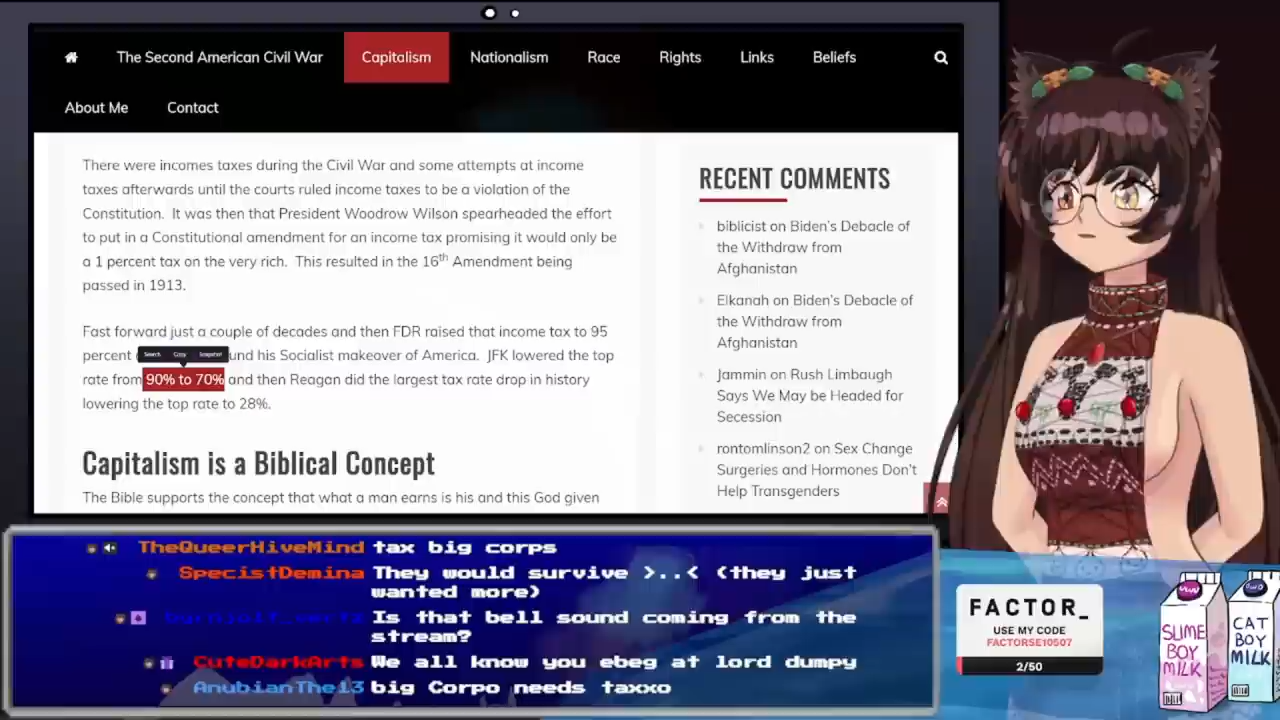 The Second American Civil War
Capitalism
Nationalism
Race
Rights
Links
Beliefs
About Me
Contact
There were incomes taxes during the Civil War and some attempts at income
taxes afterwards until the courts ruled income taxes to be a violation of the
Constitution. It was then that President Woodrow Wilson spearheaded the effort
to put in a Constitutional amendment for an income tax promising it would only be
a 1 percent tax on the very rich. This resulted in the 16th Amendment being
passed in 1913.
Fast forward just a couple of decades and then FDR raised that income tax to 95
Search Copy Snapshot
percent und his Socialist makeover of America. JFK lowered the top
rate from 90% to 70% and then Reagan did the largest tax rate drop in history
lowering the top rate to 28%.
Capitalism is a Biblical Concept
The Bible supports the concept that what a man earns is his and this God given
RECENT COMMENTS
biblicist on Biden's Debacle of
the Withdraw from
Afghanistan
Elkanah on Biden's Debacle of
the Withdraw from
Afghanistan
Jammin on Rush Limbaugh
Says We May be Headed for
Secession
rontomlinson2 on Sex Change
Surgeries and Hormones Don't
Help Transgenders
TheQueerHiveMind tax big corps
SpecistDemina They would survive >..< (they just
wanted more)
Is that bell sound coming from the
stream?
CuteDarkArts We all know you ebeg at lord dumpy
AnubianThe13 big Corpo needs taxxo
FACTOR_
USE MY CODE
FACTORSE10507
2/50
SLIME
BOY
MILK
CAT
BOY
MILK